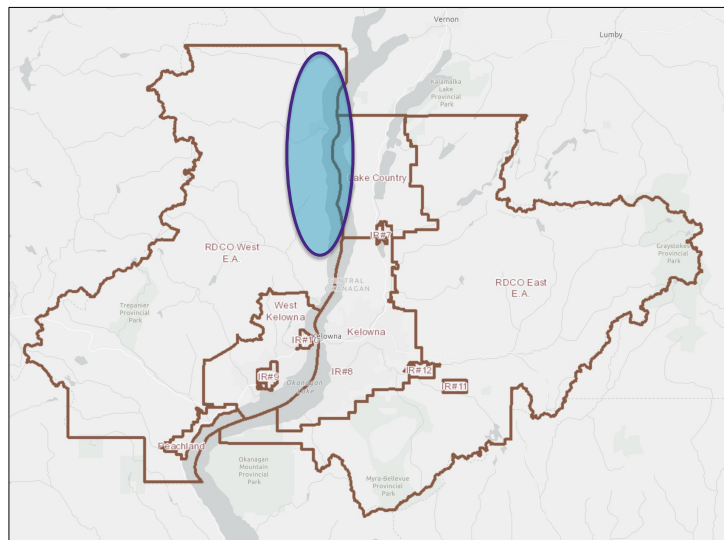 Vernon
Lumby
Kalamalka
Lake
Provincial
Park
Lake Country
IR#7
RDCO West
E.A.
Graystokes
Provincial
Park
RDCO East
E.A.
CENTRAL
OKANAGAN
Trepanier
Provincial
Park
West
Kelowna
Kelowna
Kelowna
IR#10
IR#8
IR#12
IR#9
IR#11
Okanagan
Lake
Peachland
Okanagan
Mountain
Provincial
Park
Myra-Bellevue
Provincial
Park